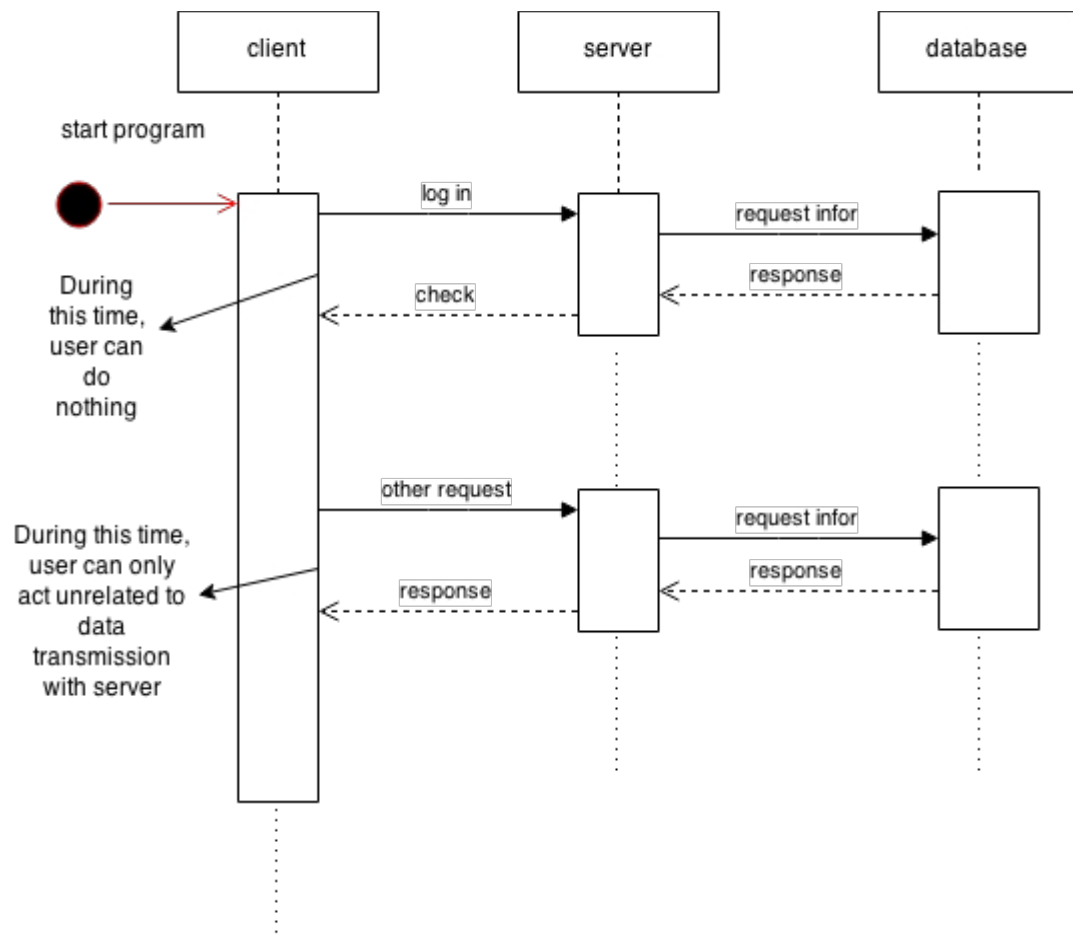 client
server
database
start program
log in
request infor
response
check
During
this time,
user can
do
nothing
other request
request infor
response
response
During this time,
user can only
act unrelated to
data
transmission
with server